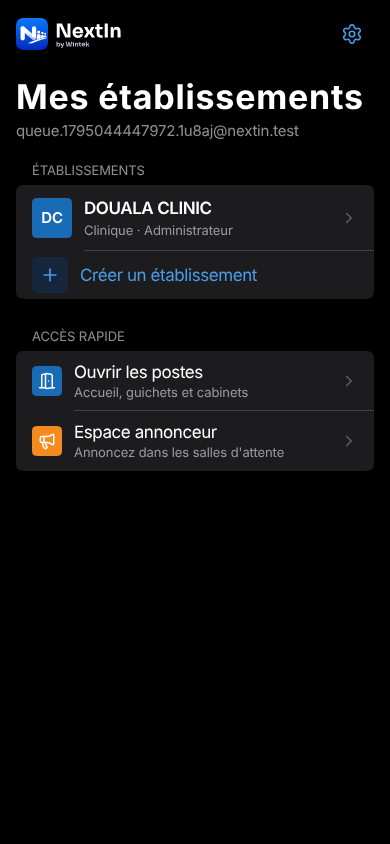 NextIn
by Wintek
Mes établissements
queue.1795044447972.1u8aj@nextin.test
ÉTABLISSEMENTS
DC
DOUALA CLINIC
Clinique · Administrateur
Créer un établissement
ACCÈS RAPIDE
Ouvrir les postes
Accueil, guichets et cabinets
Espace annonceur
Annoncez dans les salles d'attente